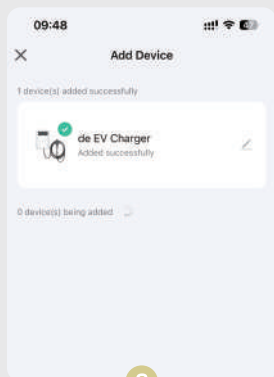 09:48
Add Device
1 device(s) added successfully
de EV Charger
Added successfully
0 device(s) being added